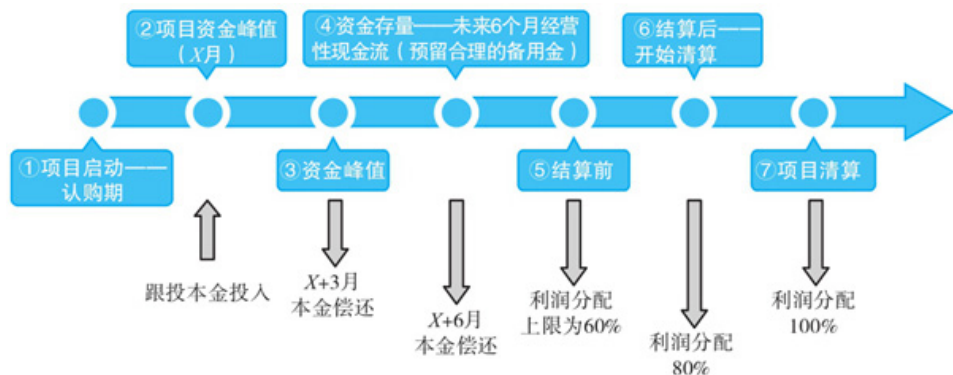 ②项目资金峰值
（X月）
④资金存量——未来6个月经营
性现金流（预留合理的备用金）
⑥结算后——
开始清算
①项目启动——
认购期
③资金峰值
⑤结算前
⑦项目清算
跟投本金投入
X+3月
本金偿还
X+6月
本金偿还
利润分配
上限为60%
利润分配
80%
利润分配
100%